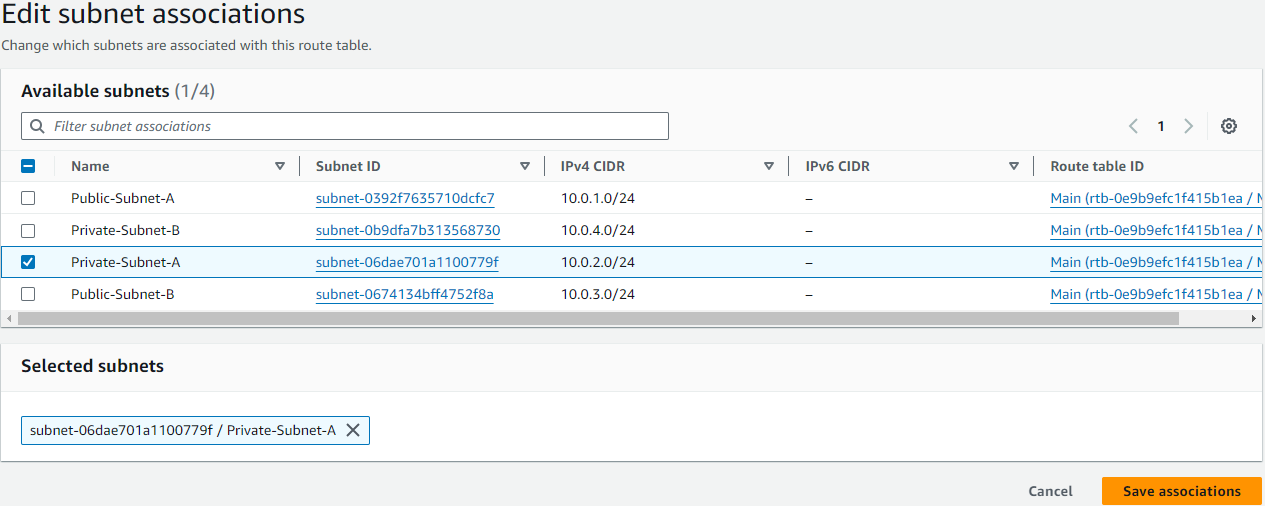 Edit subnet associations
Change which subnets are associated with this route table.
Available subnets (1/4)
Filter subnet associations
1
Name Subnet ID IPv4 CIDR IPv6 CIDR Route table ID
Public-Subnet-A subnet-0392f7635710dcfc7 10.0.1.0/24 – Main (rtb-0e9b9efc1f415b1ea /
Private-Subnet-B subnet-0b9dfa7b313568730 10.0.4.0/24 – Main (rtb-0e9b9efc1f415b1ea /
Private-Subnet-A subnet-06dae701a1100779f 10.0.2.0/24 – Main (rtb-0e9b9efc1f415b1ea /
Public-Subnet-B subnet-0674134bff4752f8a 10.0.3.0/24 – Main (rtb-0e9b9efc1f415b1ea /
Selected subnets
subnet-06dae701a1100779f / Private-Subnet-A
Cancel Save associations